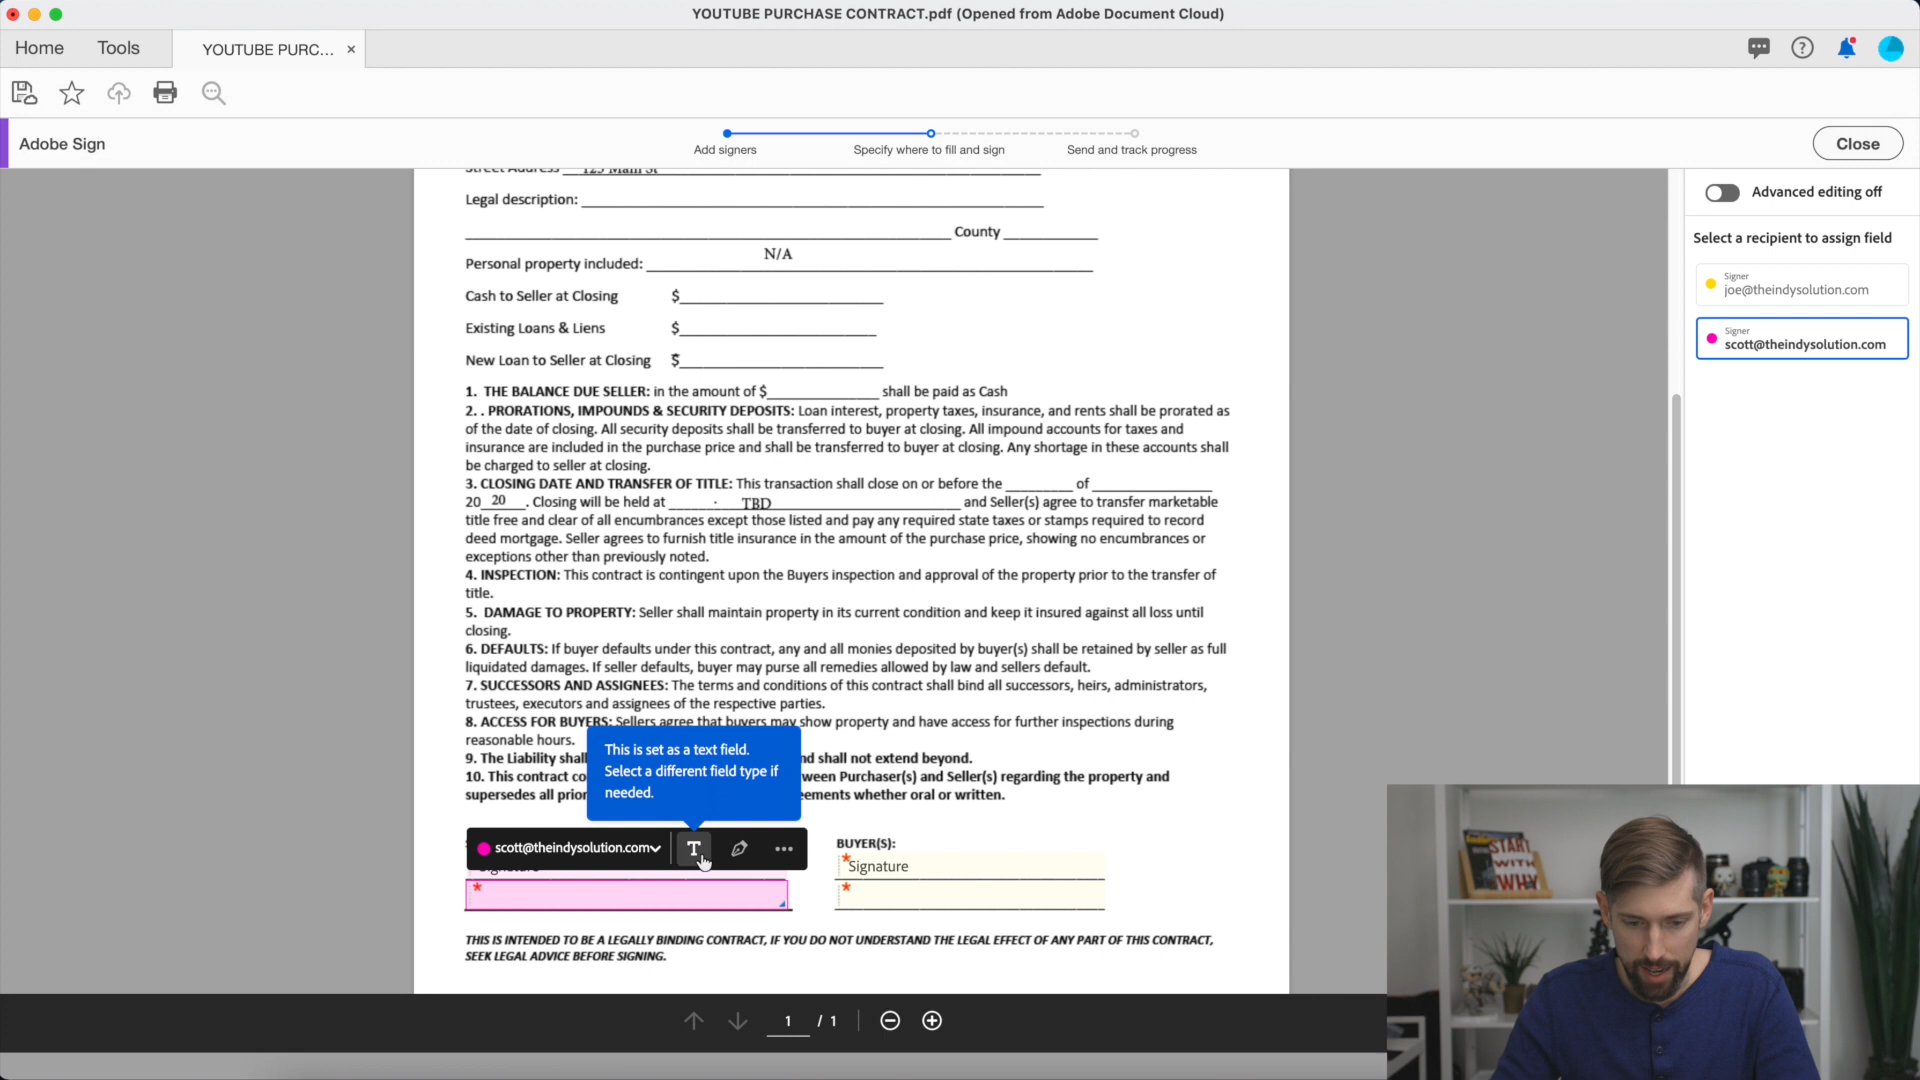 YOUTUBE PURCHASE CONTRACT.pdf (Opened from Adobe Document Cloud)
Home Tools YOUTUBE PURC... ×
Adobe Sign
Add signers Specify where to fill and sign Send and track progress
Close
Street Address 123 Main St
Legal description:
County
N/A
Personal property included:
Cash to Seller at Closing $
Existing Loans & Liens $
New Loan to Seller at Closing $
1. THE BALANCE DUE SELLER: in the amount of $ shall be paid as Cash
2. . PRORATIONS, IMPOUNDS & SECURITY DEPOSITS: Loan interest, property taxes, insurance, and rents shall be prorated as
of the date of closing. All security deposits shall be transferred to buyer at closing. All impound accounts for taxes and
insurance are included in the purchase price and shall be transferred to buyer at closing. Any shortage in these accounts shall
be charged to seller at closing.
3. CLOSING DATE AND TRANSFER OF TITLE: This transaction shall close on or before the of
20 20 . Closing will be held at TBD and Seller(s) agree to transfer marketable
title free and clear of all encumbrances except those listed and pay any required state taxes or stamps required to record
deed mortgage. Seller agrees to furnish title insurance in the amount of the purchase price, showing no encumbrances or
exceptions other than previously noted.
4. INSPECTION: This contract is contingent upon the Buyers inspection and approval of the property prior to the transfer of
title.
5. DAMAGE TO PROPERTY: Seller shall maintain property in its current condition and keep it insured against all loss until
closing.
6. DEFAULTS: If buyer defaults under this contract, any and all monies deposited by buyer(s) shall be retained by seller as full
liquidated damages. If seller defaults, buyer may purse all remedies allowed by law and sellers default.
7. SUCCESSORS AND ASSIGNEES: The terms and conditions of this contract shall bind all successors, heirs, administrators,
trustees, executors and assignees of the respective parties.
8. ACCESS FOR BUYERS: Sellers agree that buyers may show property and have access for further inspections during
reasonable hours.
9. The Liability shall nd shall not extend beyond.
10. This contract co ween Purchaser(s) and Seller(s) regarding the property and
supersedes all prior eements whether oral or written.
This is set as a text field.
Select a different field type if
needed.
scott@theindysolution.com T
BUYER(S):
Signature
* Signature
*
*
THIS IS INTENDED TO BE A LEGALLY BINDING CONTRACT, IF YOU DO NOT UNDERSTAND THE LEGAL EFFECT OF ANY PART OF THIS CONTRACT,
SEEK LEGAL ADVICE BEFORE SIGNING.
1 / 1
Advanced editing off
Select a recipient to assign field
Signer
joe@theindysolution.com
Signer
scott@theindysolution.com
START
WITH
WHY